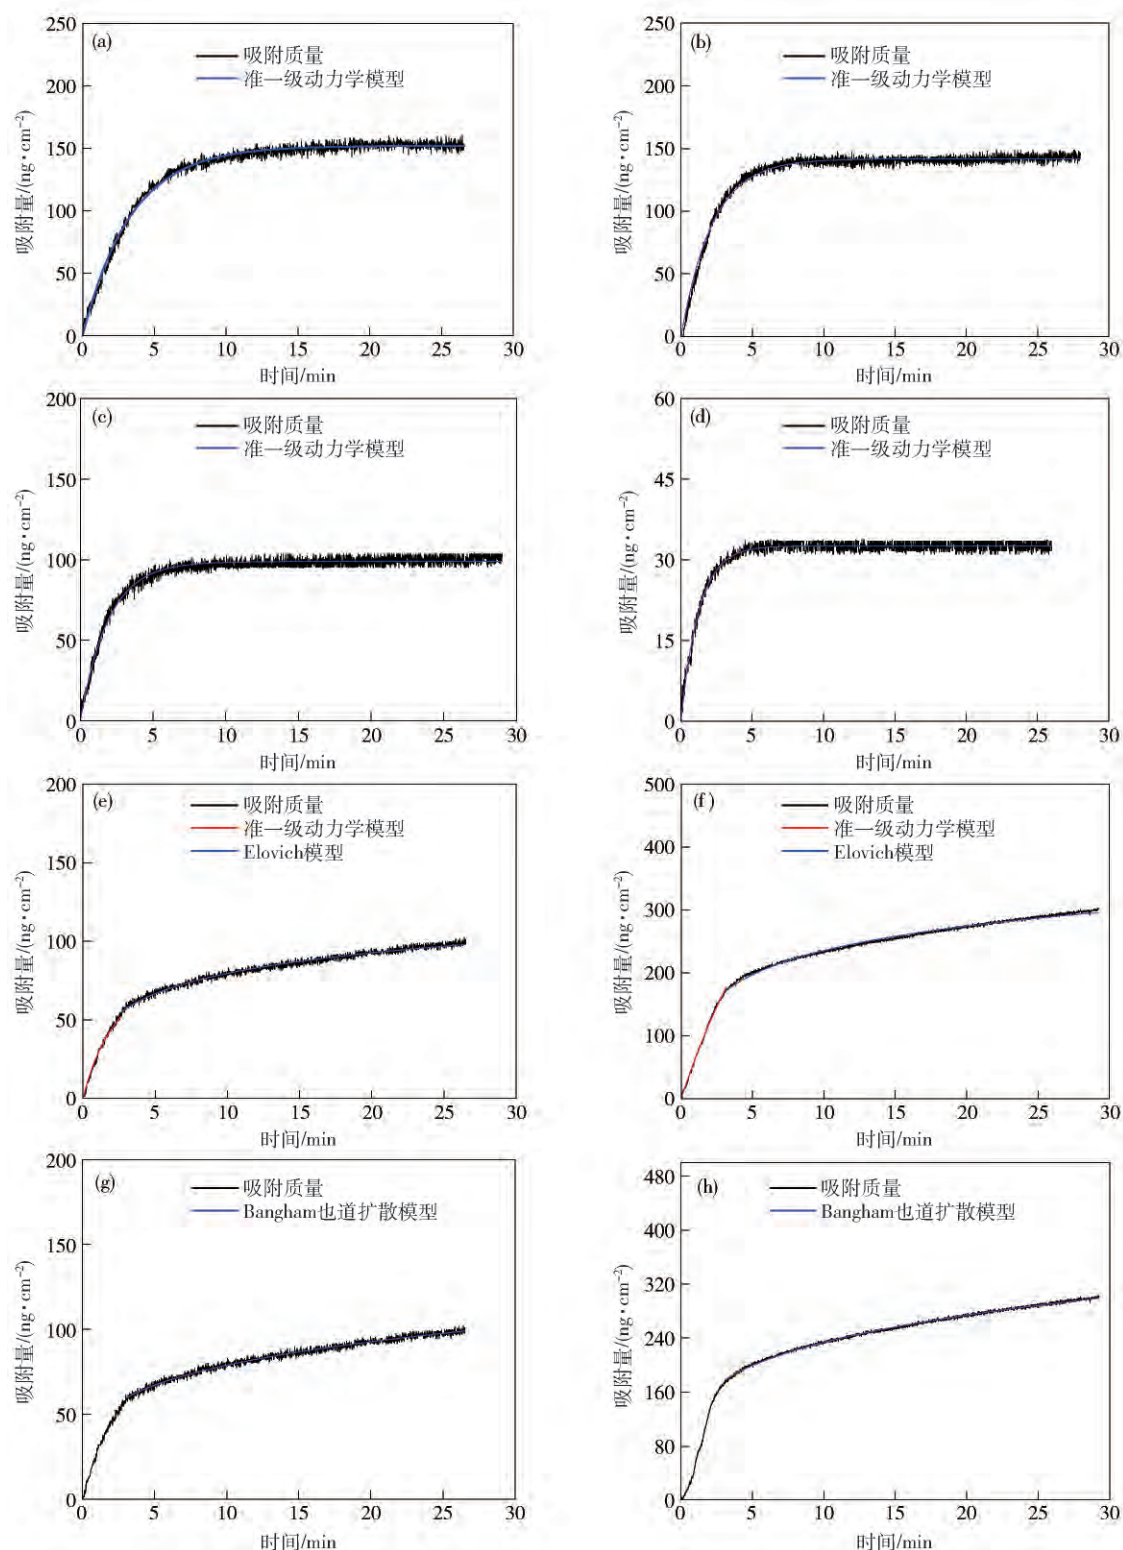 (a)
吸附质量
准一级动力学模型
250
200
150
100
50
0
吸附量/(ng·cm⁻²)
0 5 10 15 20 25 30
时间/min
(b)
吸附质量
准一级动力学模型
250
200
150
100
50
0
吸附量/(ng·cm⁻²)
0 5 10 15 20 25 30
时间/min
(c)
吸附质量
准一级动力学模型
200
150
100
50
0
吸附量/(ng·cm⁻²)
0 5 10 15 20 25 30
时间/min
(d)
吸附质量
准一级动力学模型
60
45
30
15
0
吸附量/(ng·cm⁻²)
0 5 10 15 20 25 30
时间/min
(e)
吸附质量
准一级动力学模型
Elovich模型
200
150
100
50
0
吸附量/(ng·cm⁻²)
0 5 10 15 20 25 30
时间/min
(f)
吸附质量
准一级动力学模型
Elovich模型
500
400
300
200
100
0
吸附量/(ng·cm⁻²)
0 5 10 15 20 25 30
时间/min
(g)
吸附质量
Bangham也道扩散模型
200
150
100
50
0
吸附量/(ng·cm⁻²)
0 5 10 15 20 25 30
时间/min
(h)
吸附质量
Bangham也道扩散模型
480
400
320
240
160
80
0
吸附量/(ng·cm⁻²)
0 5 10 15 20 25 30
时间/min